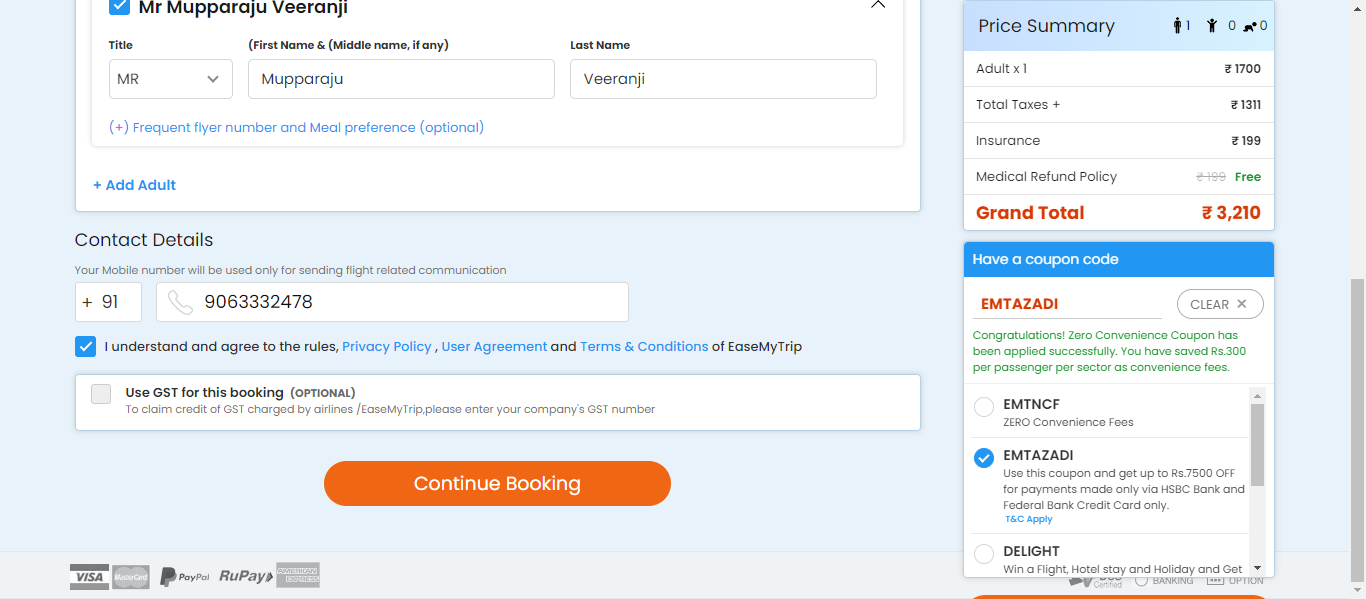 Mr Mupparaju Veeranji
Title
(First Name & (Middle name, if any)
Last Name
MR
Mupparaju
Veeranji
(+) Frequent flyer number and Meal preference (optional)
+ Add Adult
Contact Details
Your Mobile number will be used only for sending flight related communication
+ 91
9063332478
I understand and agree to the rules, Privacy Policy , User Agreement and Terms & Conditions of EaseMyTrip
Use GST for this booking (OPTIONAL)
To claim credit of GST charged by airlines /EaseMyTrip,please enter your company's GST number
Continue Booking
VISA MasterCard PayPal RuPay AMERICAN EXPRESS
Price Summary 1 0 0
Adult x 1 ₹ 1700
Total Taxes + ₹ 1311
Insurance ₹ 199
Medical Refund Policy ₹ 199 Free
Grand Total ₹ 3,210
Have a coupon code
EMTAZADI CLEAR ✕
Congratulations! Zero Convenience Coupon has
been applied successfully. You have saved Rs.300
per passenger per sector as convenience fees.
EMTNCF
ZERO Convenience Fees
EMTAZADI
Use this coupon and get up to Rs.7500 OFF
for payments made only via HSBC Bank and
Federal Bank Credit Card only.
T&C Apply
DELIGHT
Win a Flight, Hotel stay and Holiday and Get
Certified BANKING OPTION